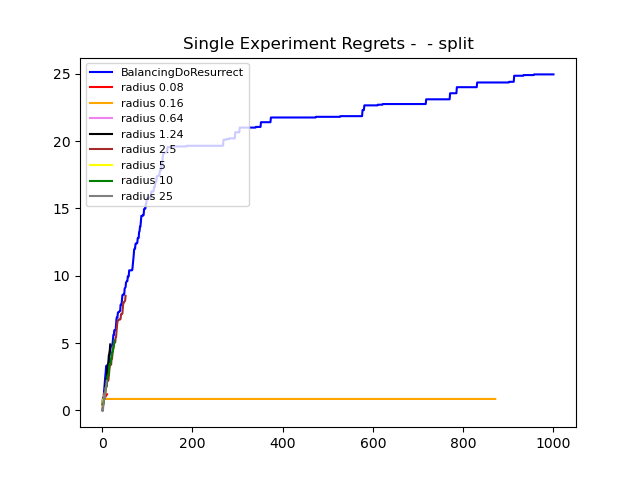 Single Experiment Regrets -  - split
BalancingDoResurrect
radius 0.08
radius 0.16
radius 0.64
radius 1.24
radius 2.5
radius 5
radius 10
radius 25
25
20
15
10
5
0
0 200 400 600 800 1000